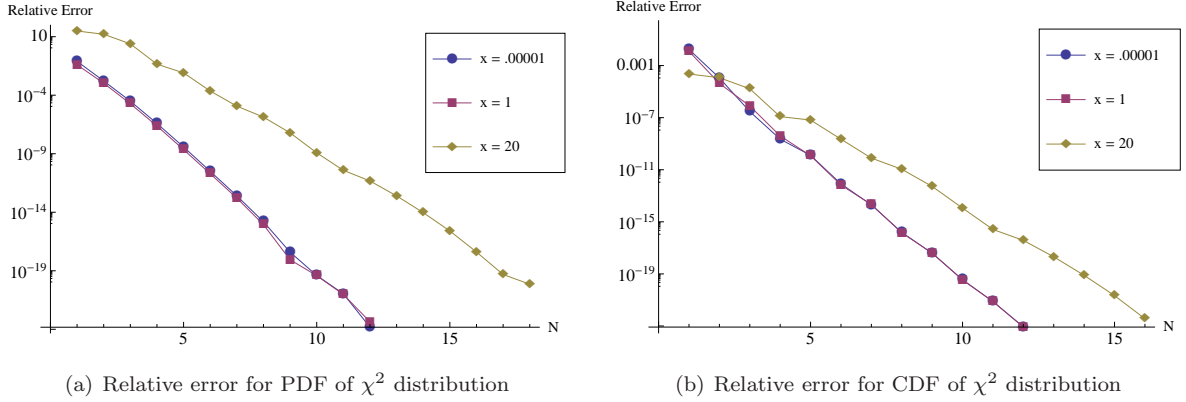 Relative Error
10
10^-4
10^-9
10^-14
10^-19
5
10
15
N
x = .00001
x = 1
x = 20
(a) Relative error for PDF of χ² distribution
Relative Error
0.001
10^-7
10^-11
10^-15
10^-19
5
10
15
N
x = .00001
x = 1
x = 20
(b) Relative error for CDF of χ² distribution